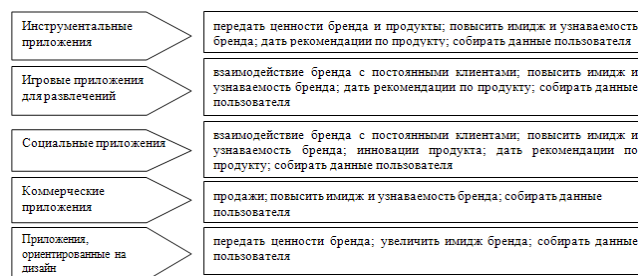 Инструментальные
приложения
передать ценности бренда и продукты; повысить имидж и узнаваемость
бренда; дать рекомендации по продукту; собирать данные пользователя
Игровые приложения
для развлечений
взаимодействие бренда с постоянными клиентами; повысить имидж и
узнаваемость бренда; дать рекомендации по продукту; собирать данные
пользователя
Социальные приложения
взаимодействие бренда с постоянными клиентами; повысить имидж и
узнаваемость бренда; инновации продукта; дать рекомендации по
продукту; собирать данные пользователя
Коммерческие
приложения
продажи; повысить имидж и узнаваемость бренда; собирать данные
пользователя
Приложения,
ориентированные на
дизайн
передать ценности бренда; увеличить имидж бренда; собирать данные
пользователя